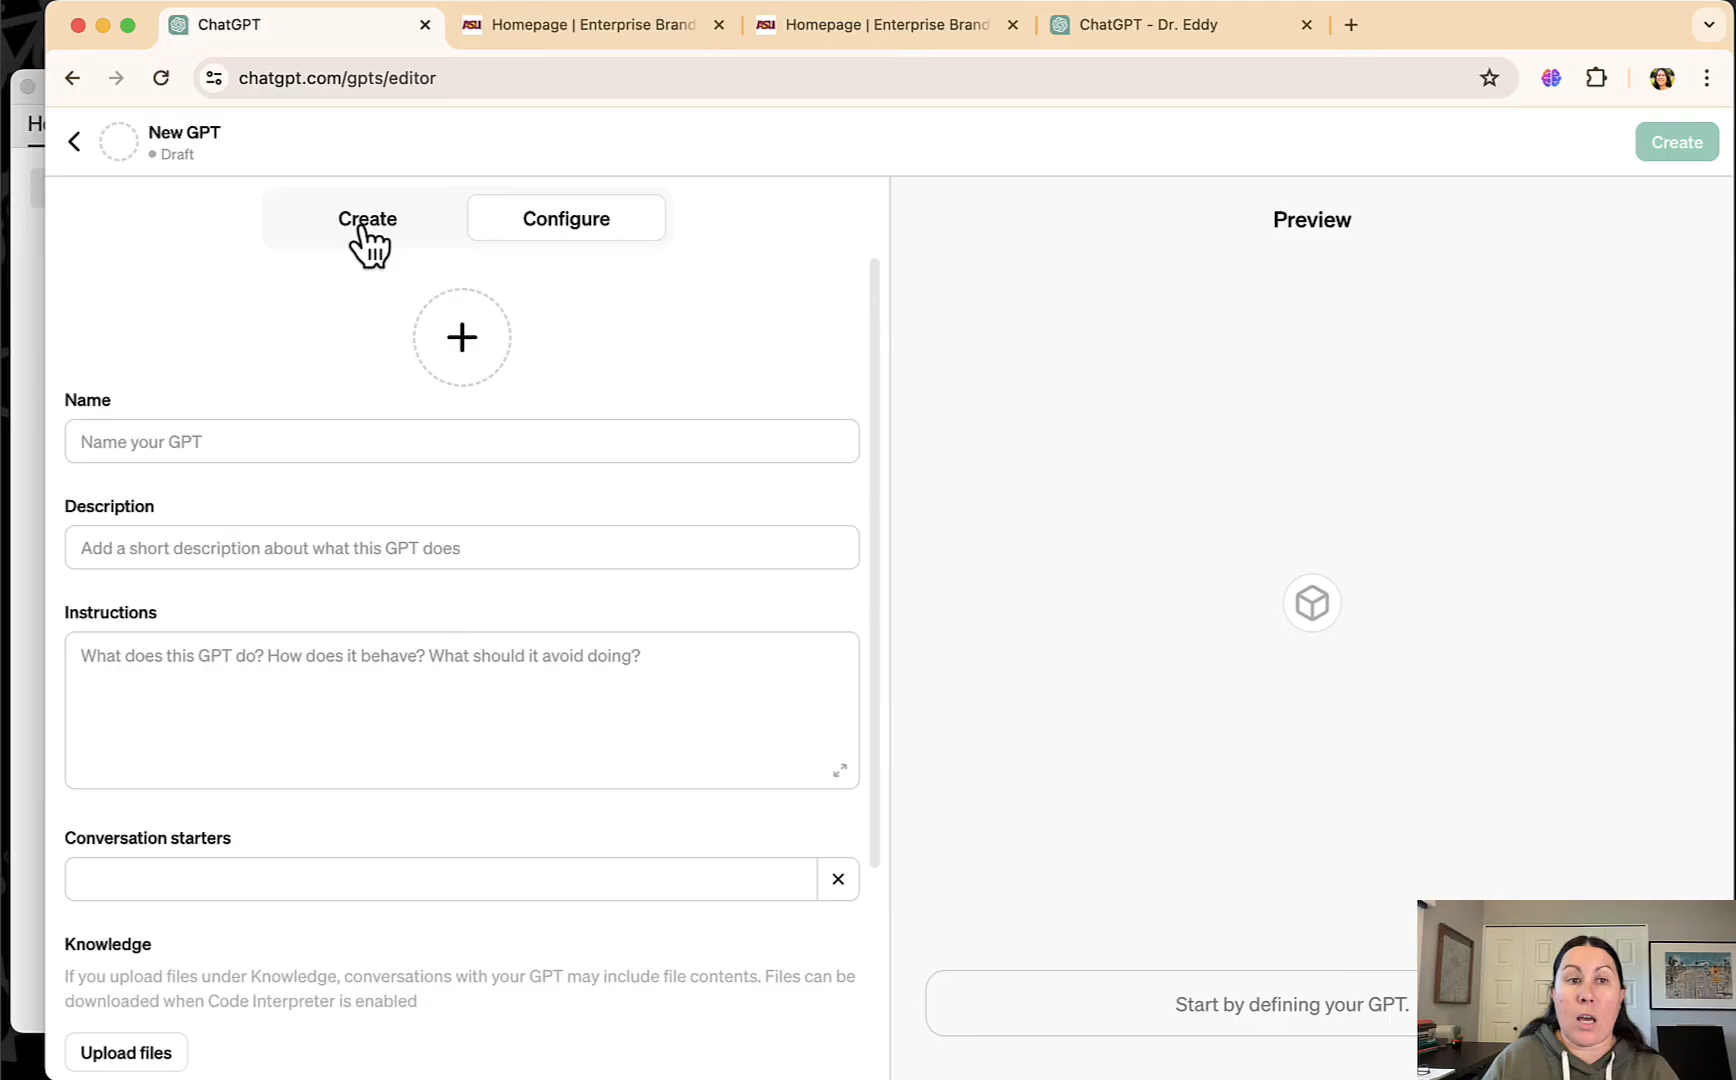 ChatGPT
ASU Homepage | Enterprise Brand
ASU Homepage | Enterprise Brand
ChatGPT - Dr. Eddy
chatgpt.com/gpts/editor
New GPT
Draft
Create
Create
Configure
Preview
Name
Name your GPT
Description
Add a short description about what this GPT does
Instructions
What does this GPT do? How does it behave? What should it avoid doing?
Conversation starters
Knowledge
If you upload files under Knowledge, conversations with your GPT may include file contents. Files can be
downloaded when Code Interpreter is enabled
Start by defining your GPT.
Upload files